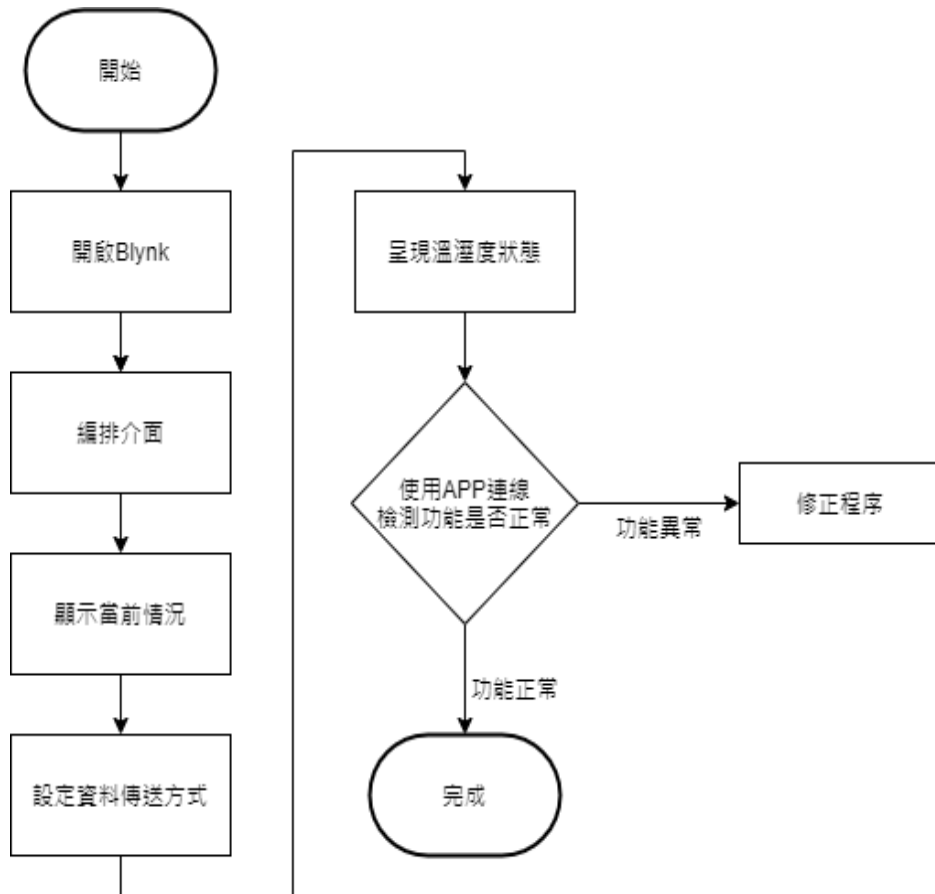 開始
開啟Blynk
編排介面
顯示當前情況
設定資料傳送方式
呈現溫溼度狀態
使用APP連線
檢測功能是否正常
功能異常
修正程序
功能正常
完成